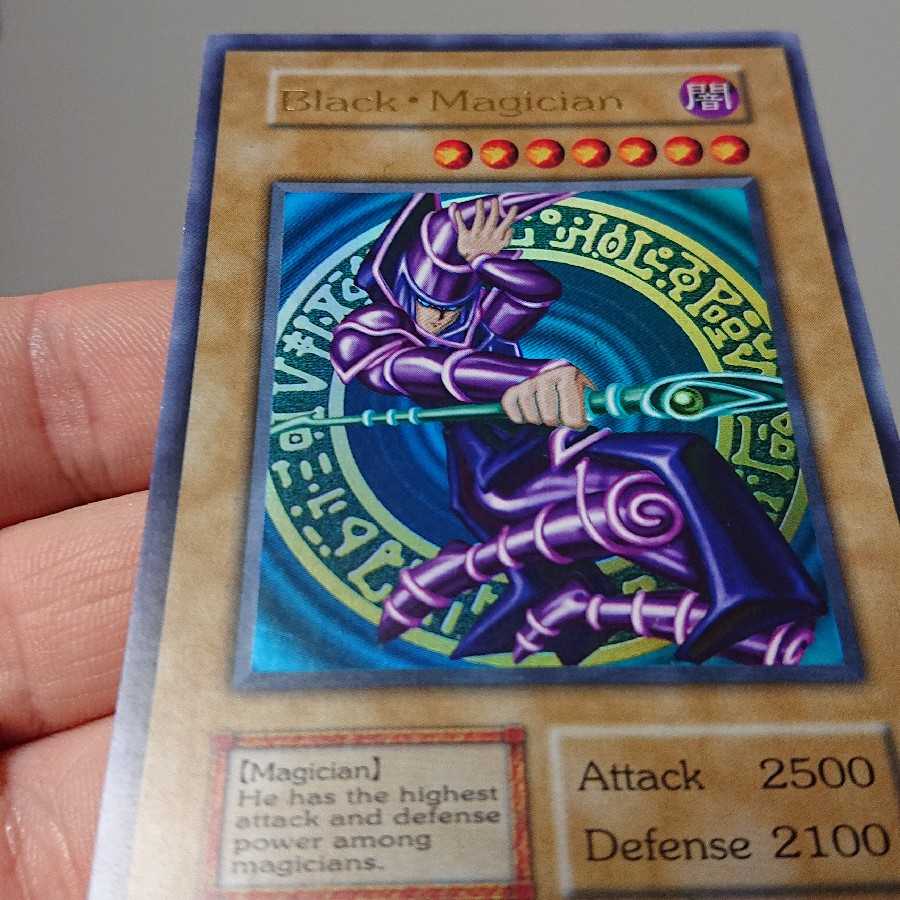 Black・Magician
闇
【Magician】
He has the highest
attack and defense
power among
magicians.
Attack 2500
Defense 2100